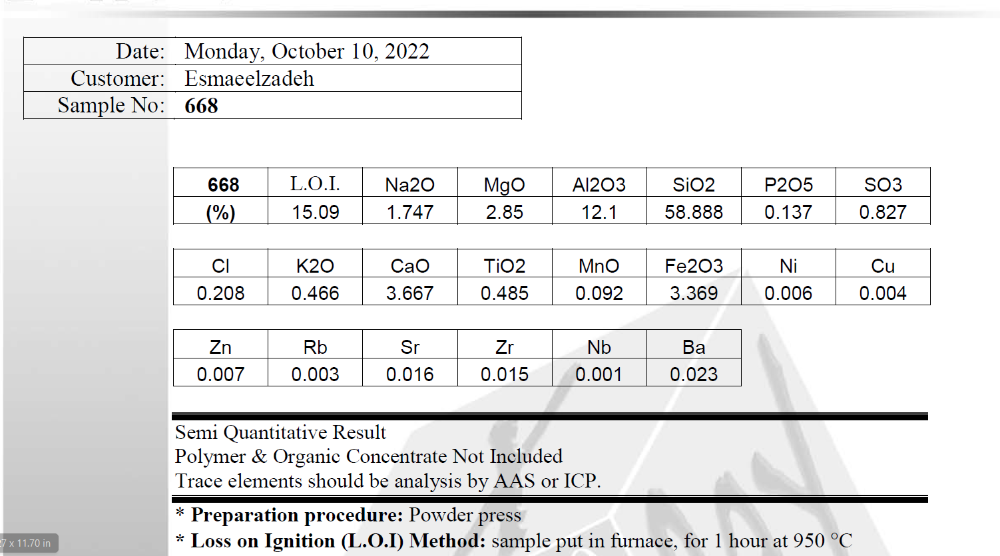 Date: Monday, October 10, 2022
Customer: Esmaeelzadeh
Sample No: 668
668 L.O.I. Na2O MgO Al2O3 SiO2 P2O5 SO3
(%) 15.09 1.747 2.85 12.1 58.888 0.137 0.827
Cl K2O CaO TiO2 MnO Fe2O3 Ni Cu
0.208 0.466 3.667 0.485 0.092 3.369 0.006 0.004
Zn Rb Sr Zr Nb Ba
0.007 0.003 0.016 0.015 0.001 0.023
Semi Quantitative Result
Polymer & Organic Concentrate Not Included
Trace elements should be analysis by AAS or ICP.
* Preparation procedure: Powder press
* Loss on Ignition (L.O.I) Method: sample put in furnace, for 1 hour at 950 °C
x 11.70 in